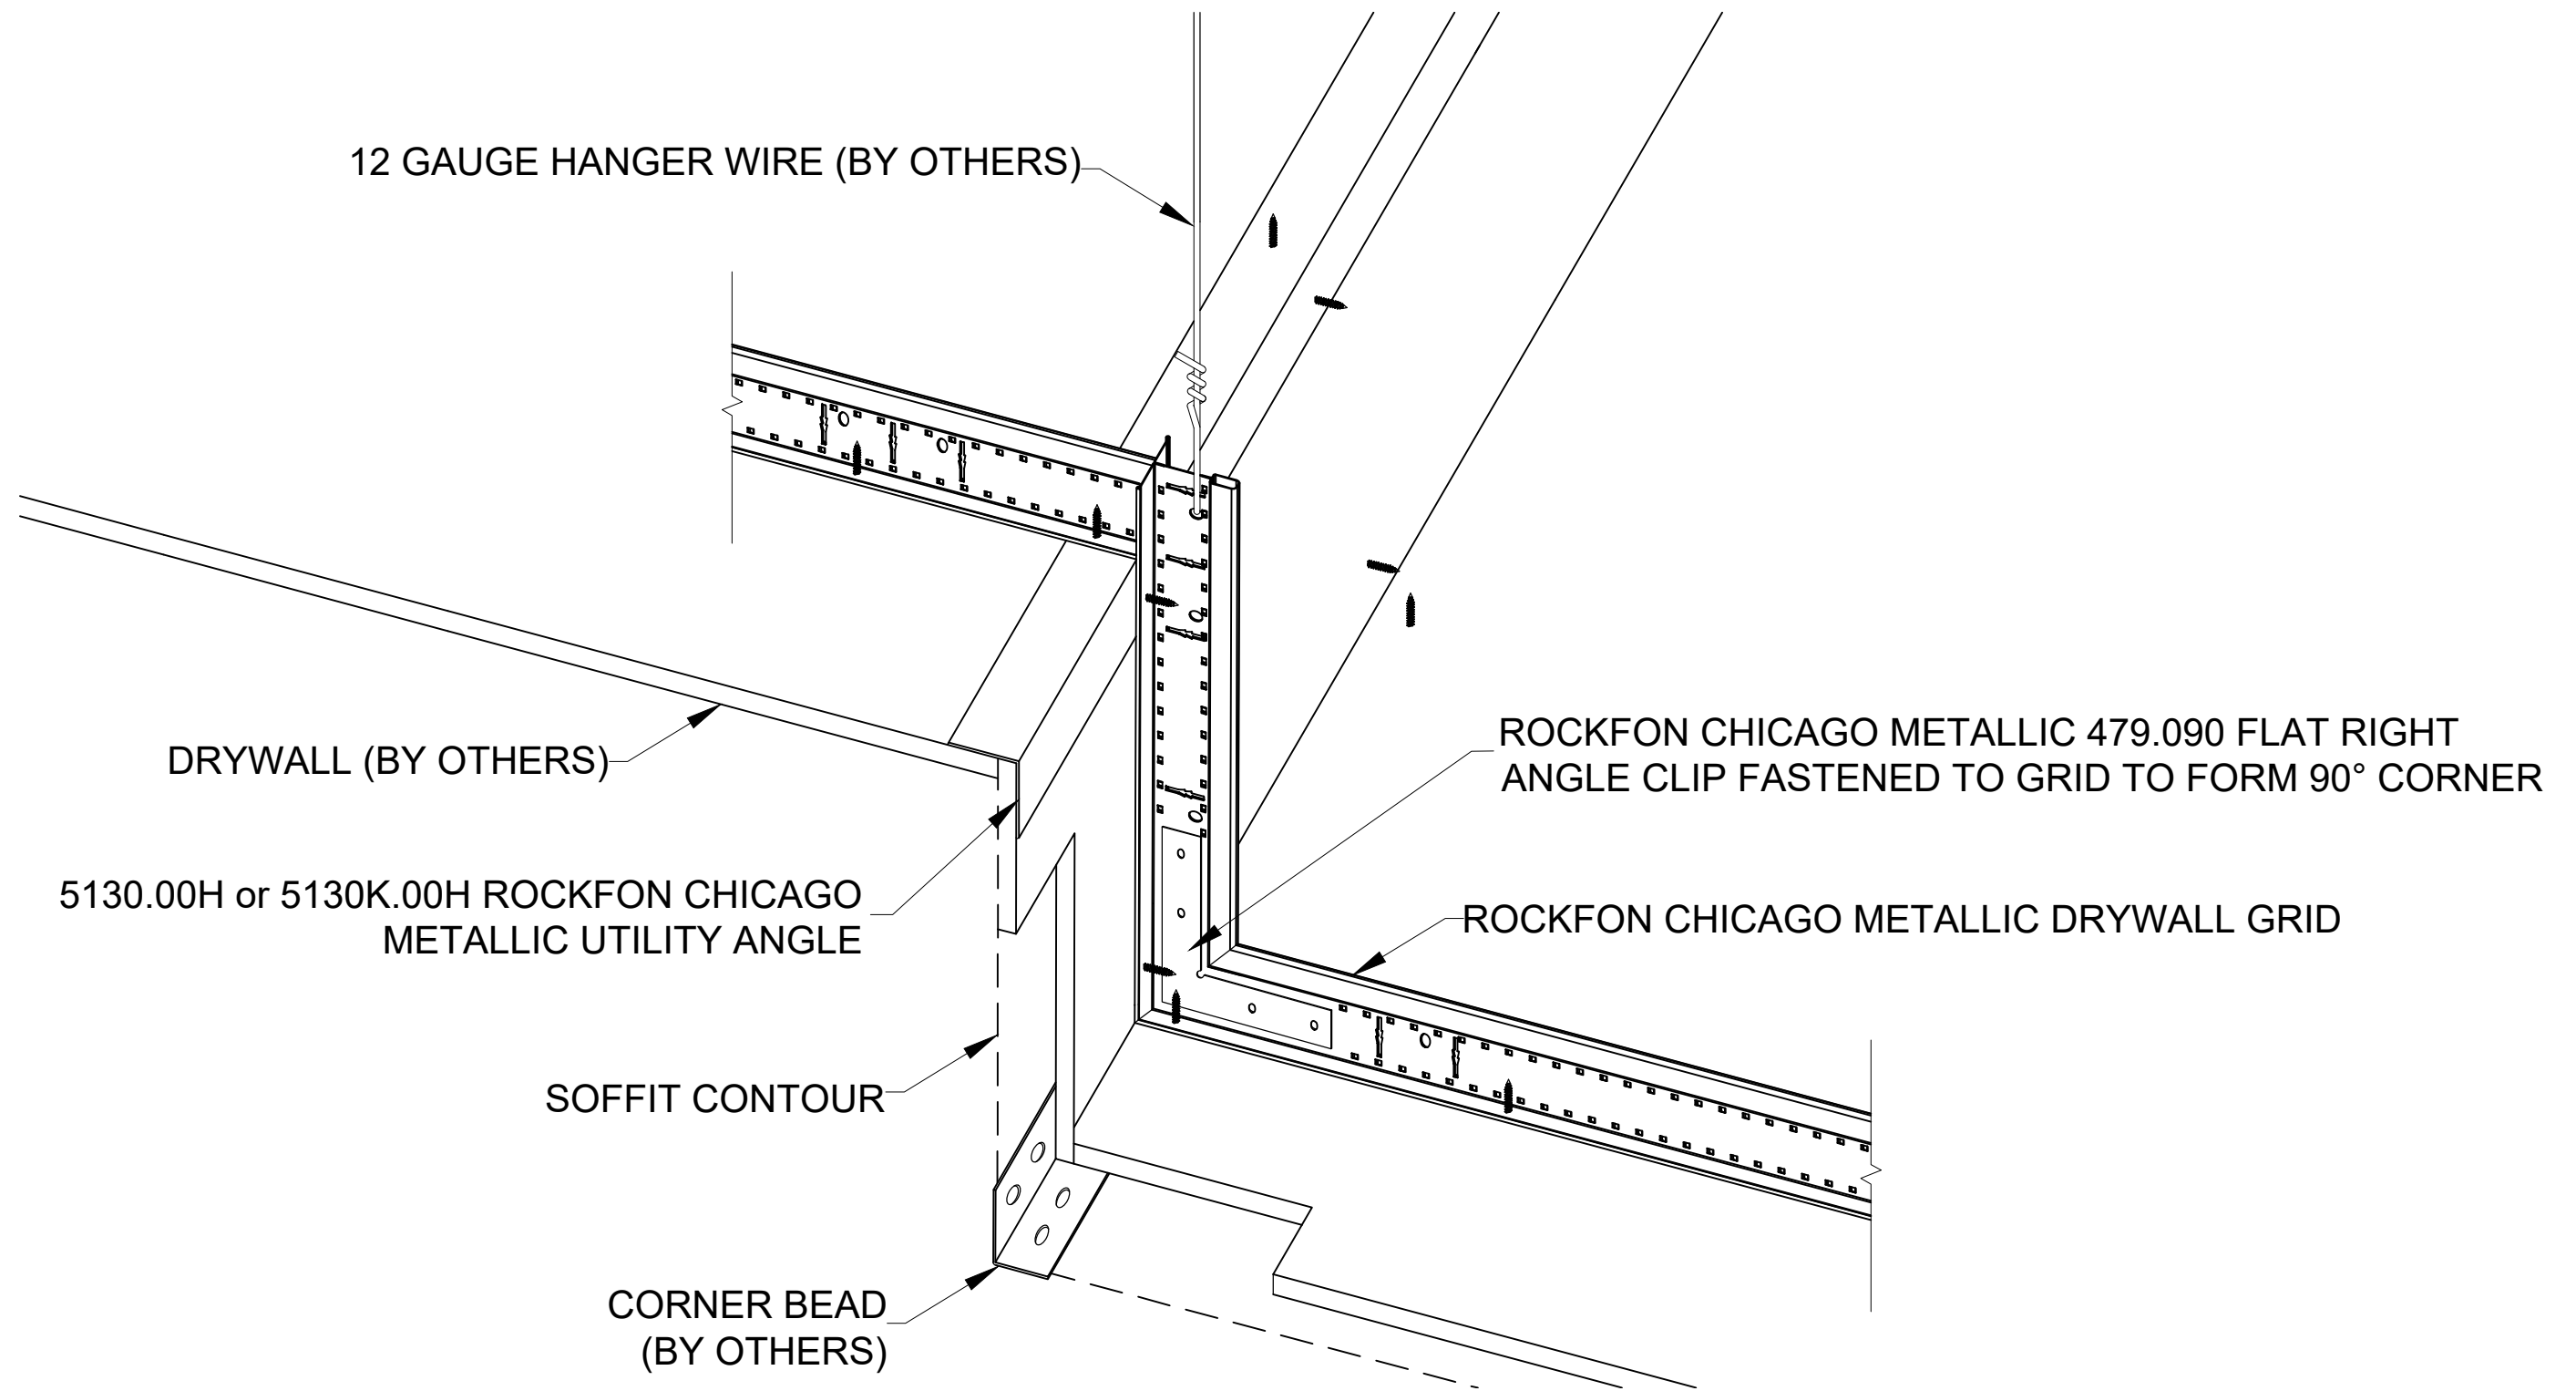 12 GAUGE HANGER WIRE (BY OTHERS)
DRYWALL (BY OTHERS)
ROCKFON CHICAGO METALLIC 479.090 FLAT RIGHT
ANGLE CLIP FASTENED TO GRID TO FORM 90° CORNER
5130.00H or 5130K.00H ROCKFON CHICAGO
METALLIC UTILITY ANGLE
ROCKFON CHICAGO METALLIC DRYWALL GRID
SOFFIT CONTOUR
CORNER BEAD
(BY OTHERS)